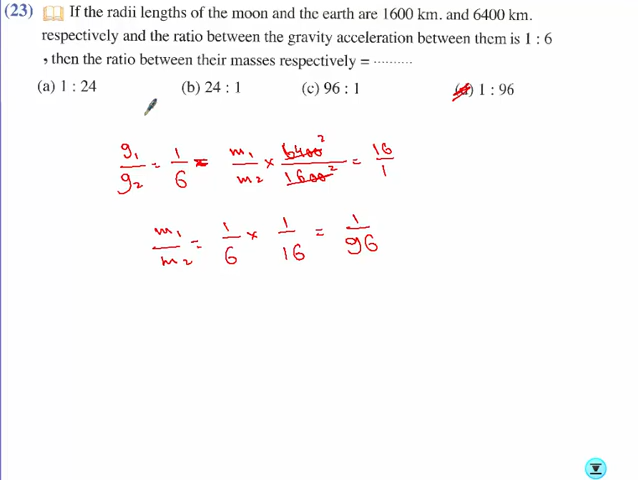 (23) If the radii lengths of the moon and the earth are 1600 km. and 6400 km.
respectively and the ratio between the gravity acceleration between them is 1 : 6
, then the ratio between their masses respectively = ..........
(a) 1 : 24 (b) 24 : 1 (c) 96 : 1 (d) 1 : 96
g₁/g₂ = 1/6 = m₁/m₂ × 6400²/1600² = 16/1
m₁/m₂ = 1/6 × 1/16 = 1/96